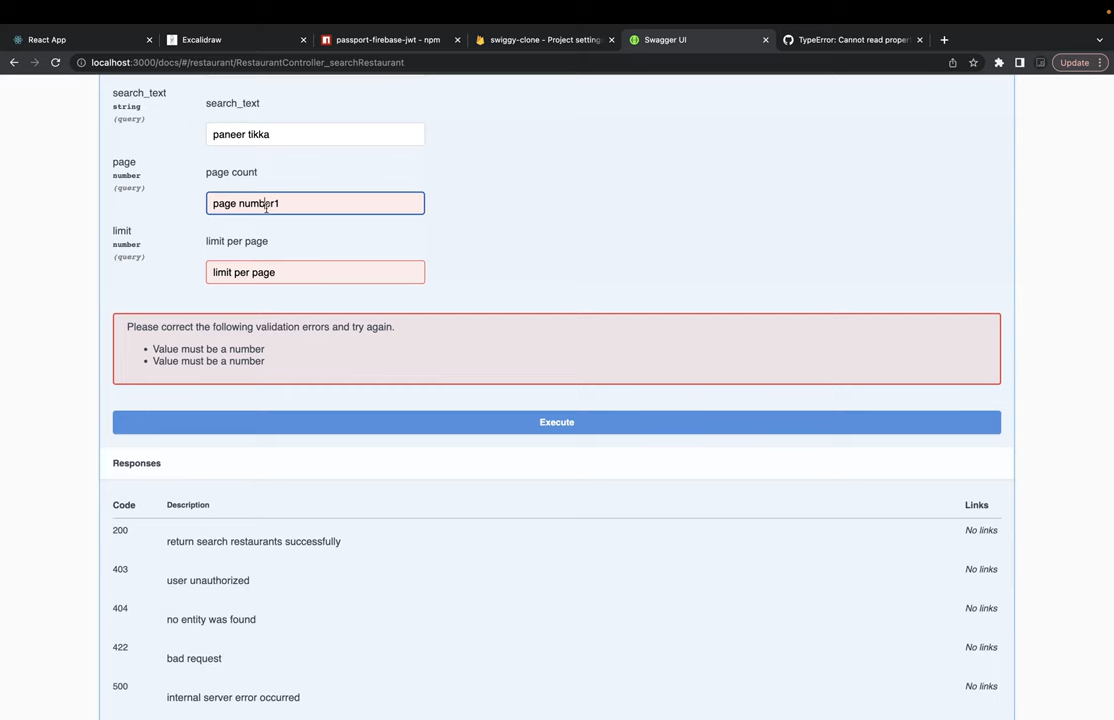 React App
Excalidraw
passport-firebase-jwt - npm
swiggy-clone - Project setting
Swagger UI
TypeError: Cannot read proper
localhost:3000/docs/#/restaurant/RestaurantController_searchRestaurant
Update
search_text
string
(query)
search_text
paneer tikka
page
number
(query)
page count
page number1
limit
number
(query)
limit per page
limit per page
Please correct the following validation errors and try again.
• Value must be a number
• Value must be a number
Execute
Responses
Code Description Links
200 return search restaurants successfully No links
403 user unauthorized No links
404 no entity was found No links
422 bad request No links
500 internal server error occurred No links